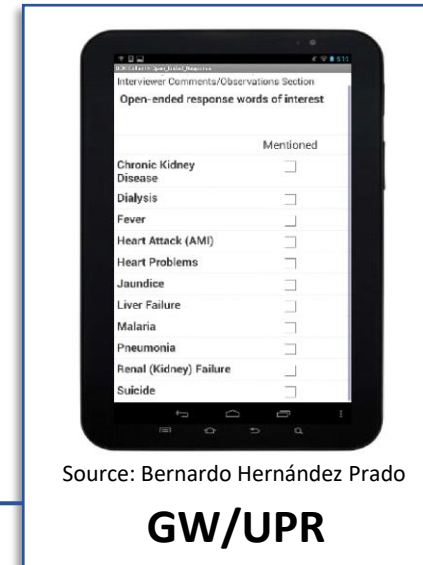 Interviewer Comments/Observations Section
Open-ended response words of interest
Mentioned
Chronic Kidney
Disease
Dialysis
Fever
Heart Attack (AMI)
Heart Problems
Jaundice
Liver Failure
Malaria
Pneumonia
Renal (Kidney) Failure
Suicide
Source: Bernardo Hernández Prado
GW/UPR